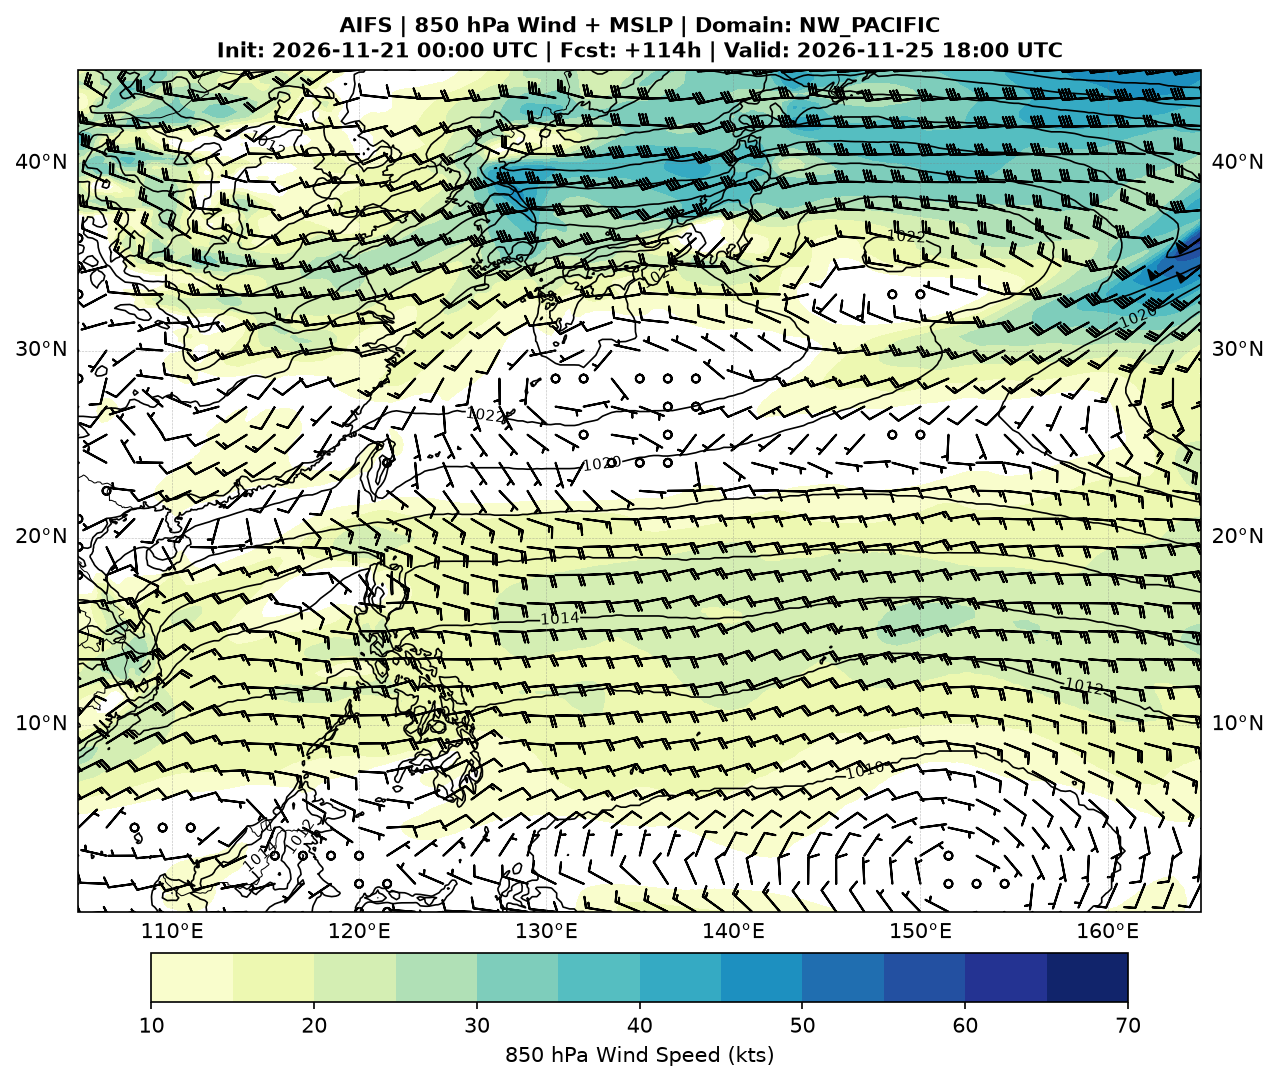 AIFS | 850 hPa Wind + MSLP | Domain: NW_PACIFIC
Init: 2026-11-21 00:00 UTC | Fcst: +114h | Valid: 2026-11-25 18:00 UTC
40°N
40°N
30°N
30°N
20°N
20°N
10°N
10°N
1012
1022
1020
1022
1020
1014
1012
1010
1012
110°E
120°E
130°E
140°E
150°E
160°E
10
20
30
40
50
60
70
850 hPa Wind Speed (kts)